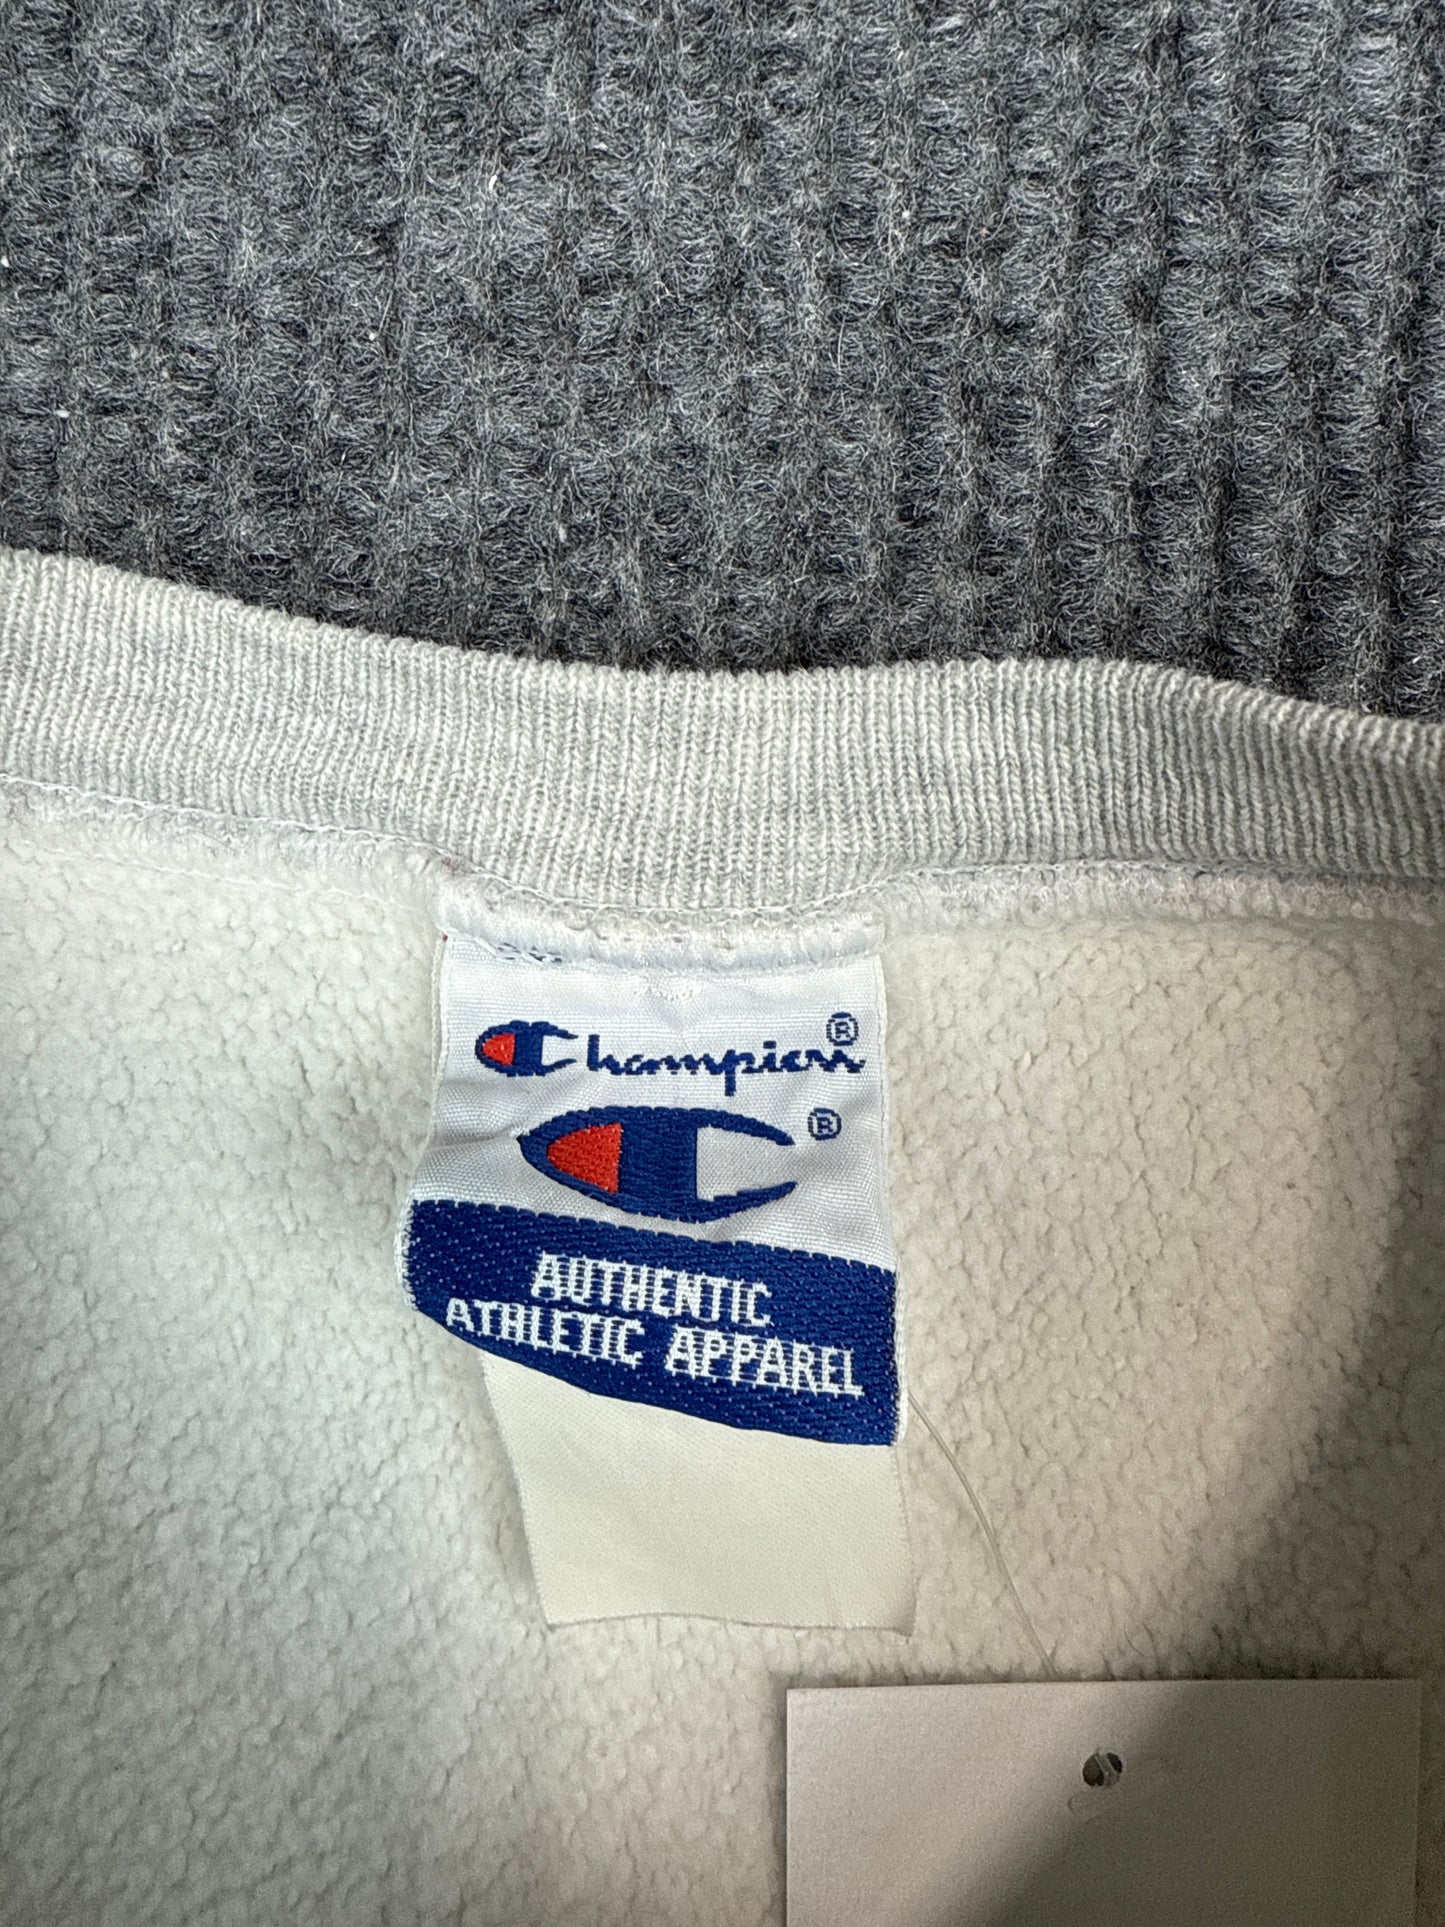 Champion®
®
AUTHENTIC
ATHLETIC APPAREL